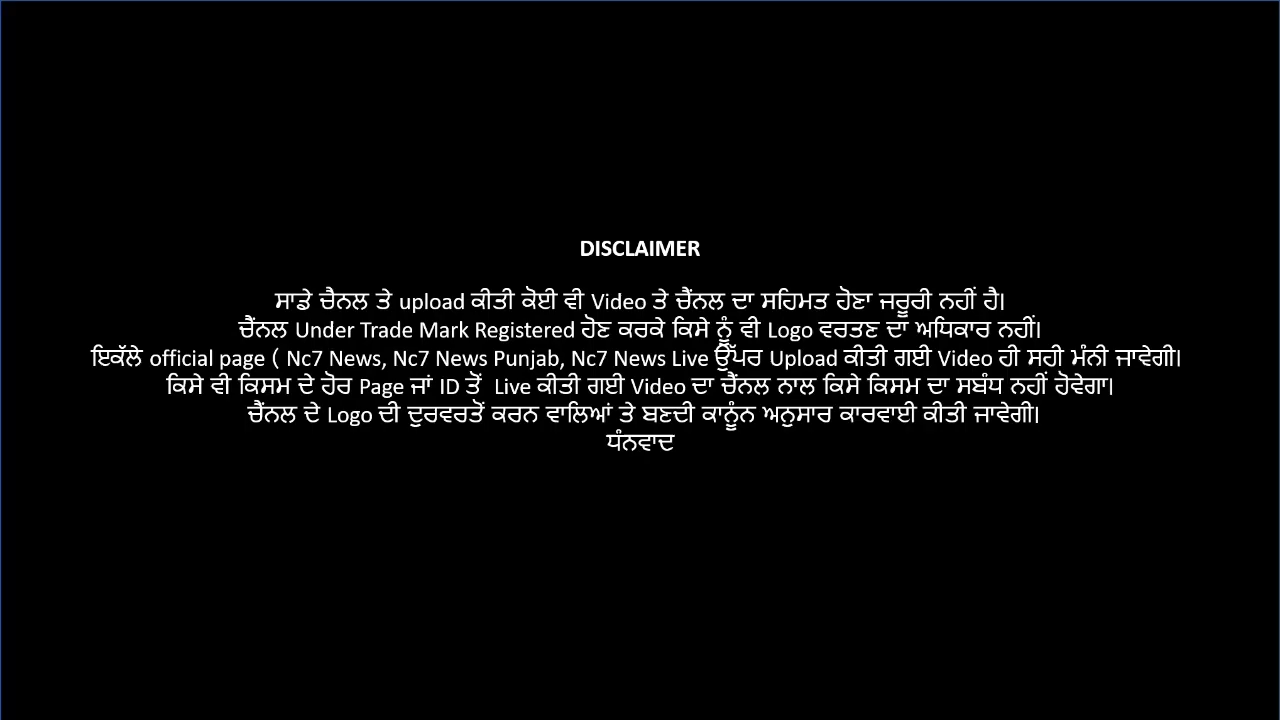 DISCLAIMER
ਸਾਡੇ ਚੈਨਲ ਤੇ upload ਕੀਤੀ ਕੋਈ ਵੀ Video ਤੇ ਚੈਂਨਲ ਦਾ ਸਹਿਮਤ ਹੋਣਾ ਜਰੂਰੀ ਨਹੀਂ ਹੈ।
ਚੈਂਨਲ Under Trade Mark Registered ਹੋਣ ਕਰਕੇ ਕਿਸੇ ਨੂੰ ਵੀ Logo ਵਰਤਣ ਦਾ ਅਧਿਕਾਰ ਨਹੀਂ।
ਇਕੱਲੇ official page ( Nc7 News, Nc7 News Punjab, Nc7 News Live ਉੱਪਰ Upload ਕੀਤੀ ਗਈ Video ਹੀ ਸਹੀ ਮੰਨੀ ਜਾਵੇਗੀ।
ਕਿਸੇ ਵੀ ਕਿਸਮ ਦੇ ਹੋਰ Page ਜਾਂ ID ਤੋਂ Live ਕੀਤੀ ਗਈ Video ਦਾ ਚੈਂਨਲ ਨਾਲ ਕਿਸੇ ਕਿਸਮ ਦਾ ਸਬੰਧ ਨਹੀਂ ਹੋਵੇਗਾ।
ਚੈਂਨਲ ਦੇ Logo ਦੀ ਦੁਰਵਰਤੋਂ ਕਰਨ ਵਾਲਿਆਂ ਤੇ ਬਣਦੀ ਕਾਨੂੰਨ ਅਨੁਸਾਰ ਕਾਰਵਾਈ ਕੀਤੀ ਜਾਵੇਗੀ।
ਧੰਨਵਾਦ